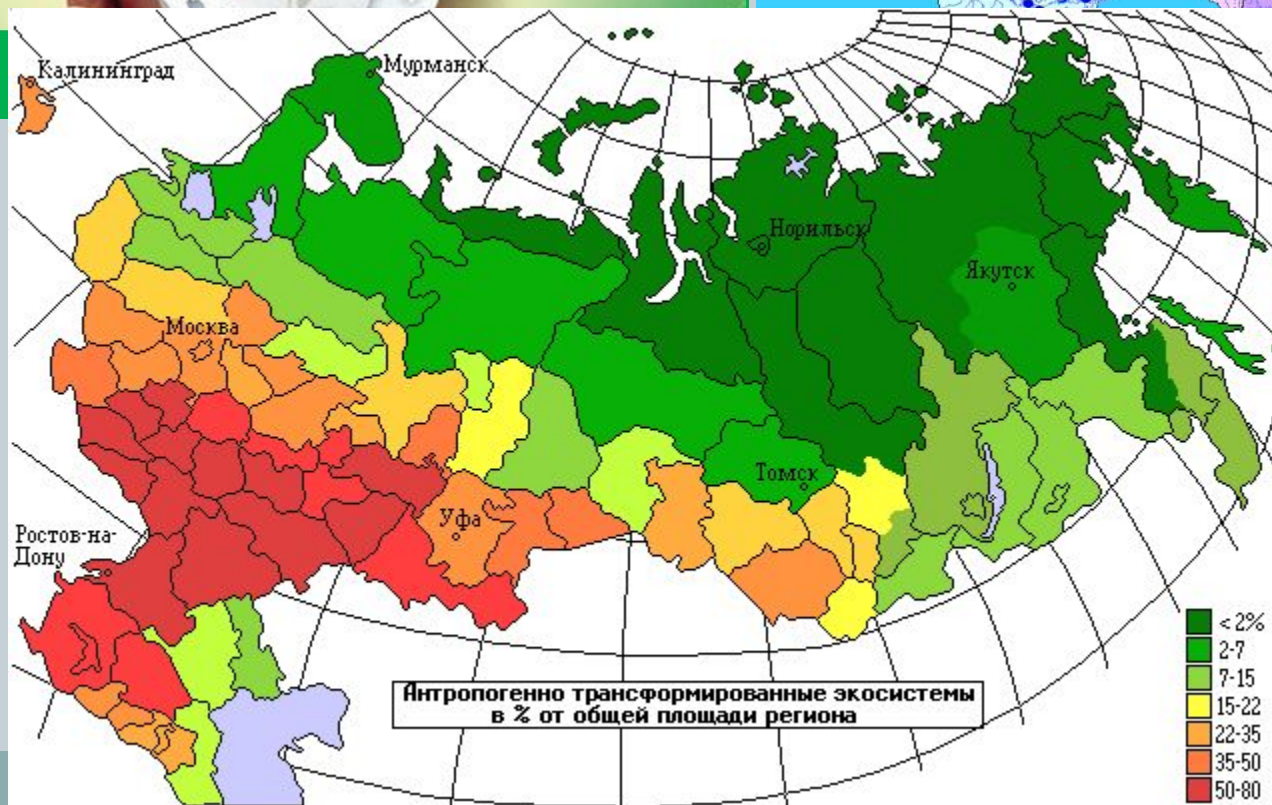 Калининград
Мурманск
Норильск
Якутск
Москва
Томск
Уфа
Ростов-на-
Дону
Антропогенно трансформированные экосистемы
в % от общей площади региона
< 2%
2-7
7-15
15-22
22-35
35-50
50-80